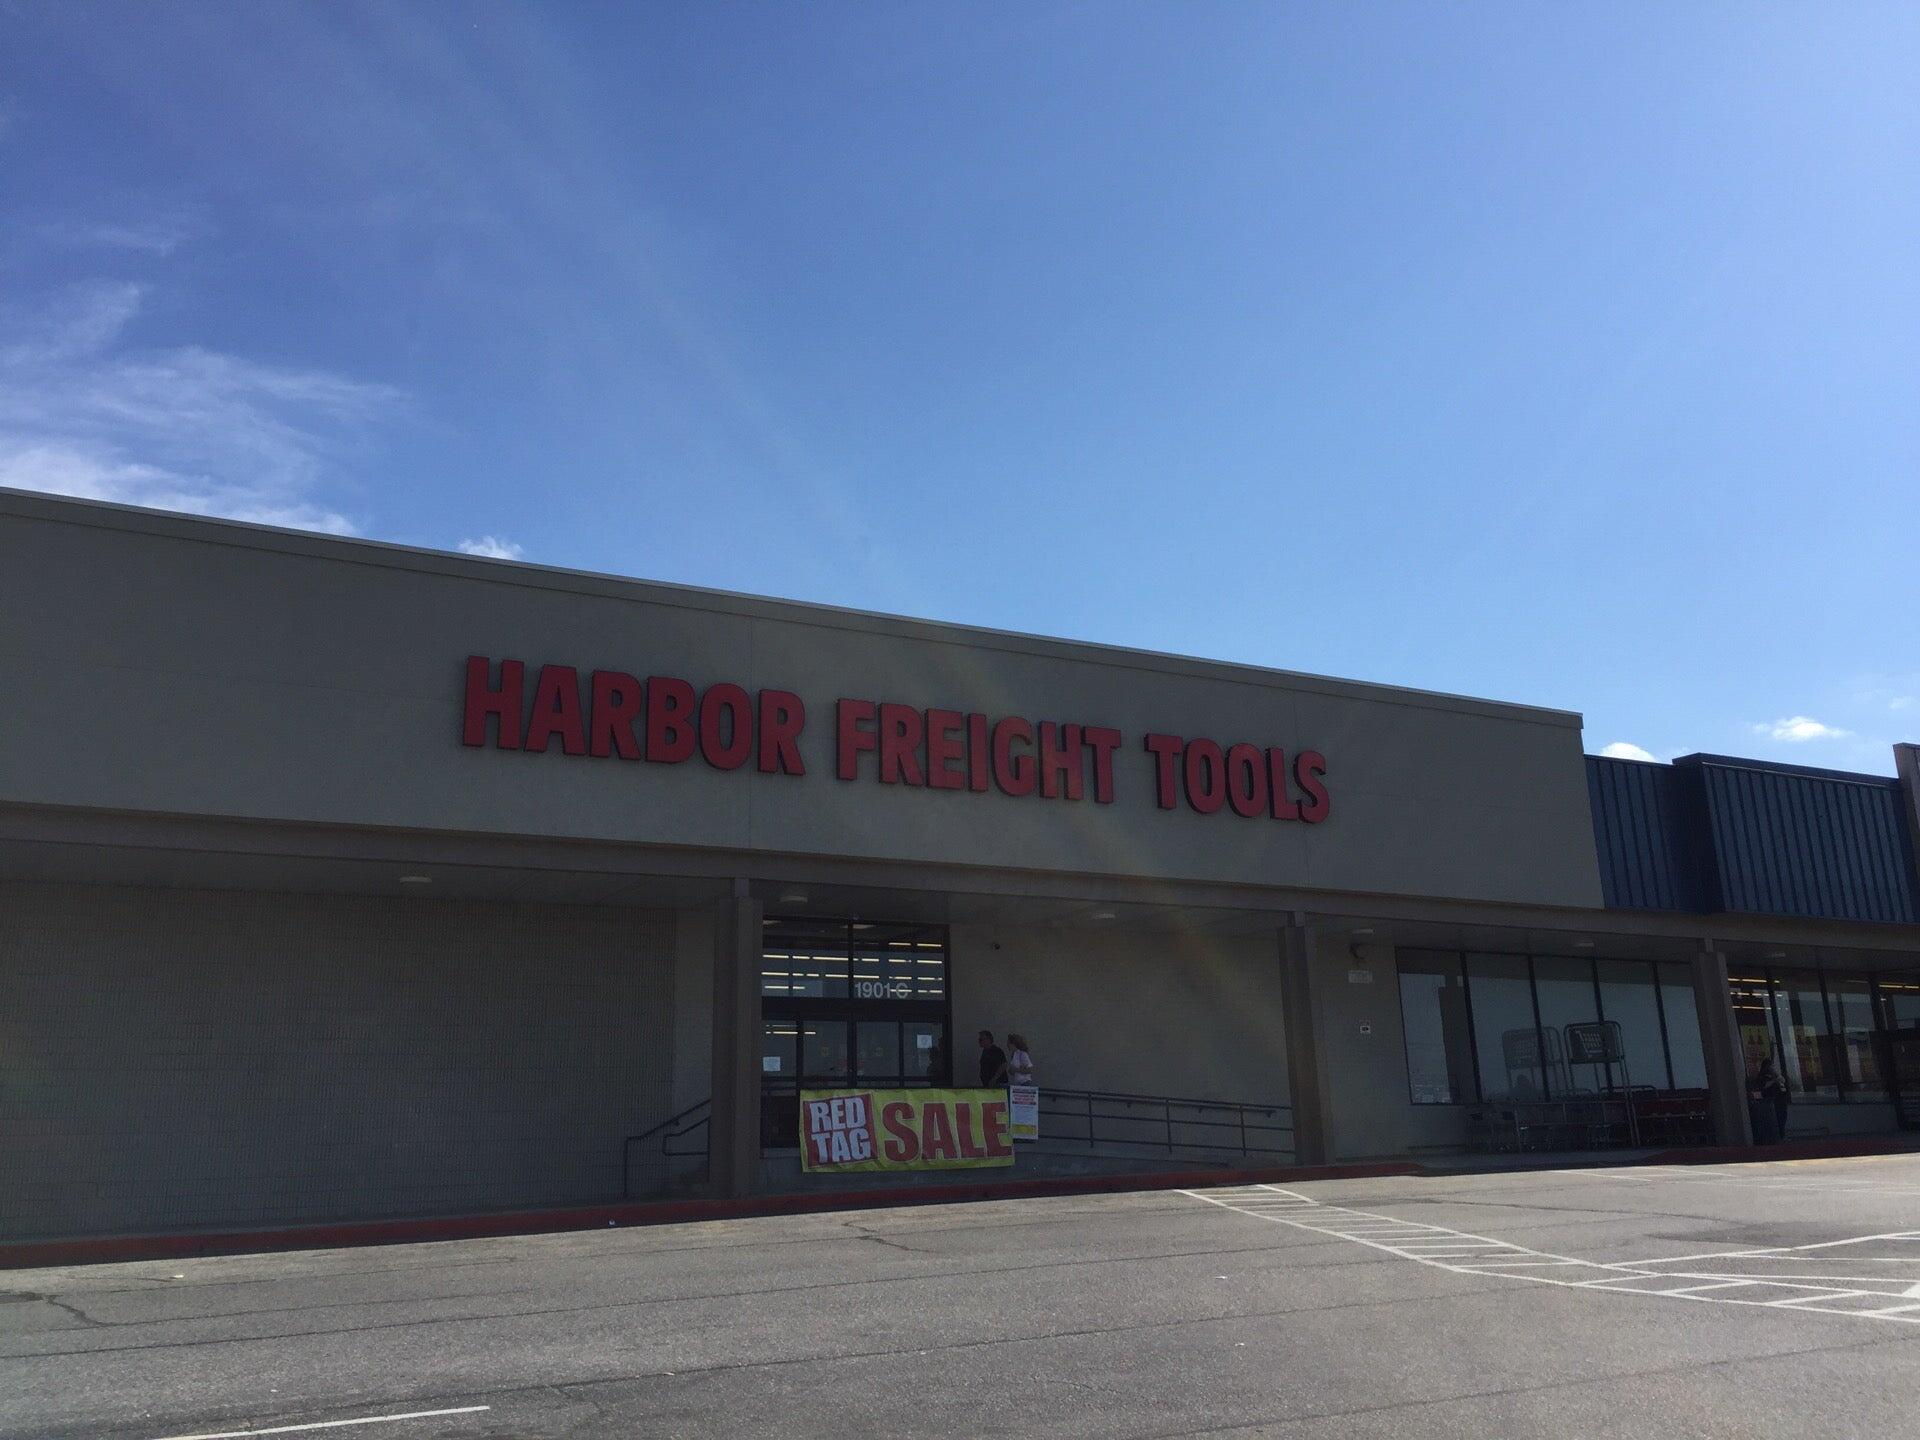 HARBOR FREIGHT TOOLS
1901 C
RED
TAG
SALE